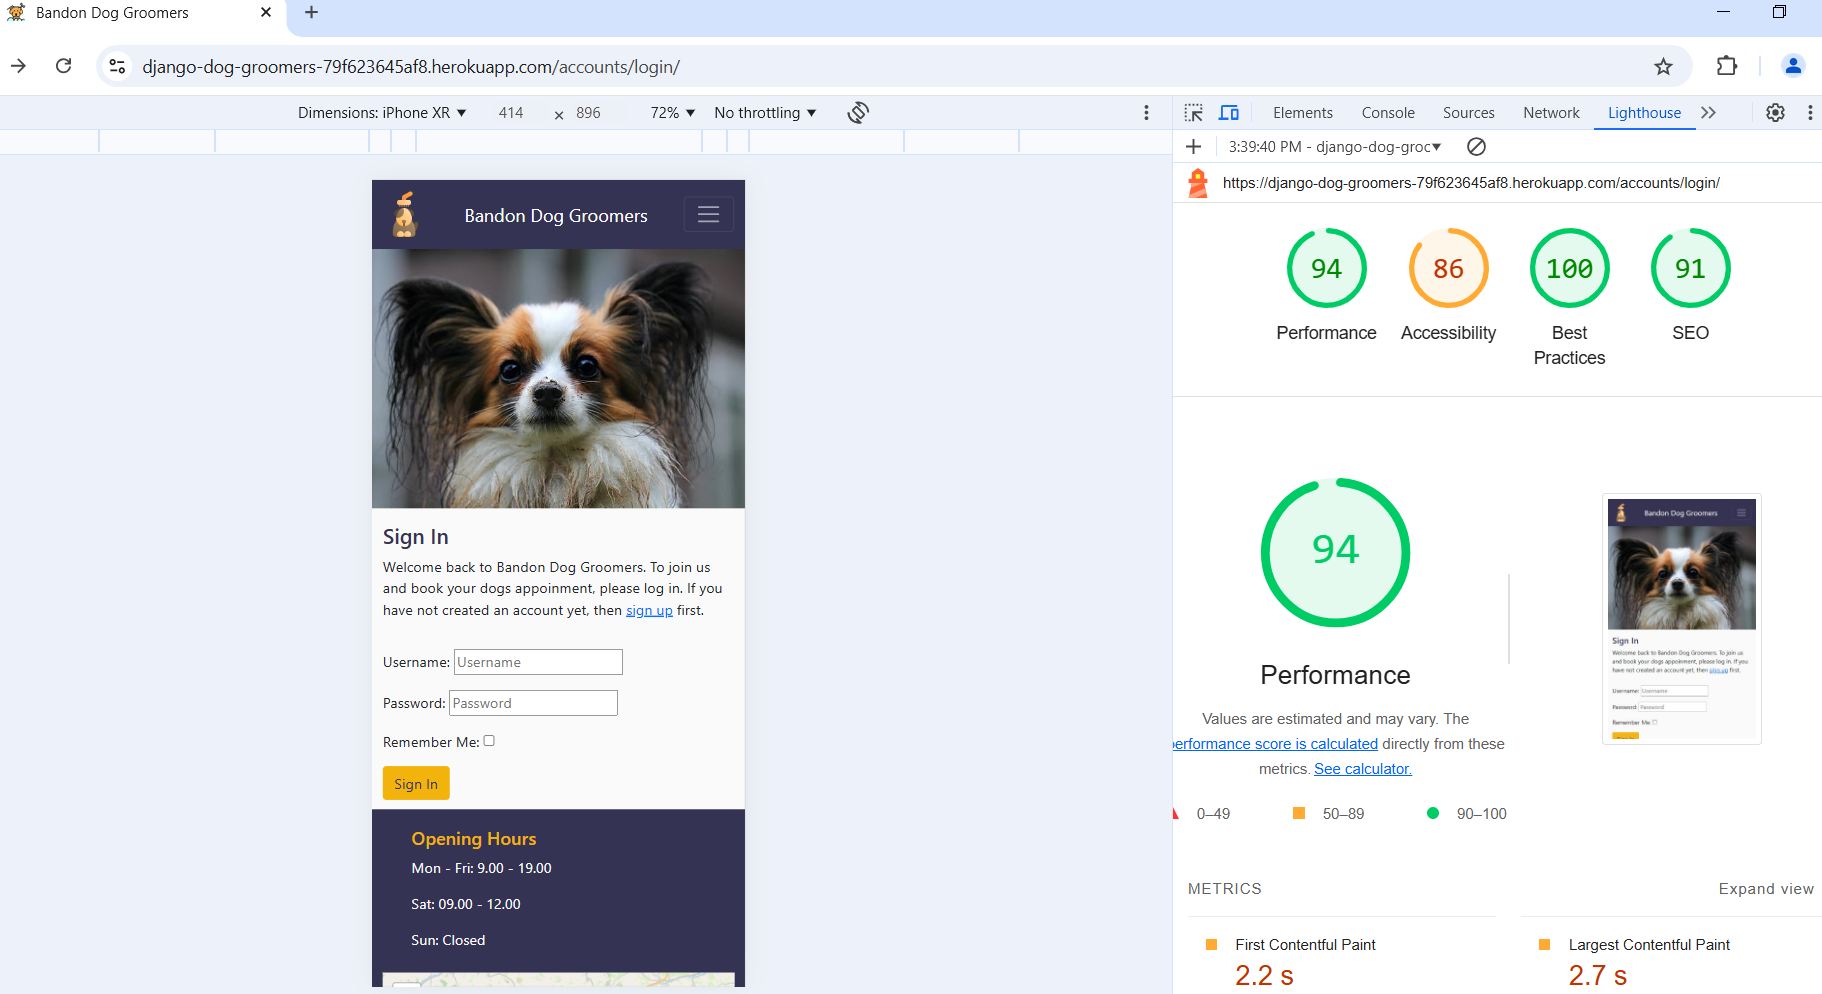 Bandon Dog Groomers
django-dog-groomers-79f623645af8.herokuapp.com/accounts/login/
Dimensions: iPhone XR 414 × 896 72% No throttling
Elements Console Sources Network Lighthouse
3:39:40 PM - django-dog-groc
https://django-dog-groomers-79f623645af8.herokuapp.com/accounts/login/
Bandon Dog Groomers
Sign In
Welcome back to Bandon Dog Groomers. To join us
and book your dogs appoinment, please log in. If you
have not created an account yet, then sign up first.
Username: Username
Password: Password
Remember Me:
Sign In
Opening Hours
Mon - Fri: 9.00 - 19.00
Sat: 09.00 - 12.00
Sun: Closed
94 86 100 91
Performance Accessibility Best SEO
Practices
94
Performance
Values are estimated and may vary. The
erformance score is calculated directly from these
metrics. See calculator.
0–49 50–89 90–100
Bandon Dog Groomers
Sign In
Welcome back to Bandon Dog Groomers. To join us
and book your dogs appoinment, please log in. If you
have not created an account yet, then sign up first.
Username: Username
Password: Password
Remember Me:
METRICS Expand view
First Contentful Paint Largest Contentful Paint
2.2 s 2.7 s